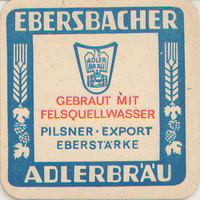 EBERSBACHER
ADLER
BRÄU
GEBRAUT MIT
FELSQUELLWASSER
PILSNER · EXPORT
EBERSTÄRKE
ADLERBRÄU